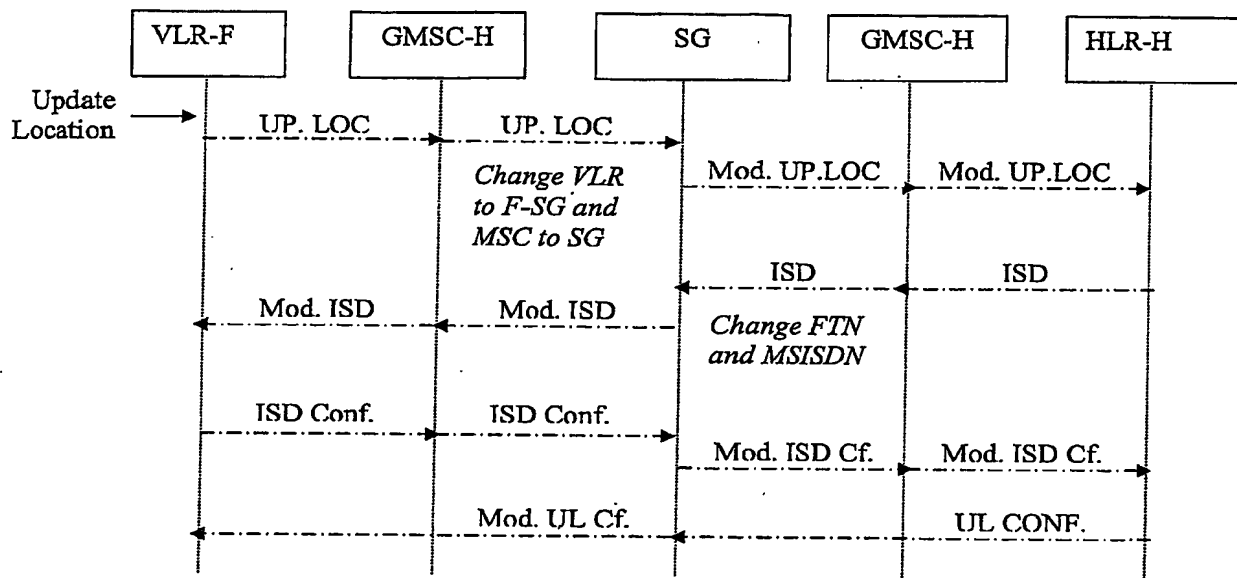 VLR-F
GMSC-H
SG
GMSC-H
HLR-H
Update
Location
UP. LOC
UP. LOC
Mod. UP.LOC
Mod. UP.LOC
Change VLR
to F-SG and
MSC to SG
ISD
ISD
Mod. ISD
Mod. ISD
Change FTN
and MSISDN
ISD Conf.
ISD Conf.
Mod. ISD Cf.
Mod. ISD Cf.
Mod. UL Cf.
UL CONF.